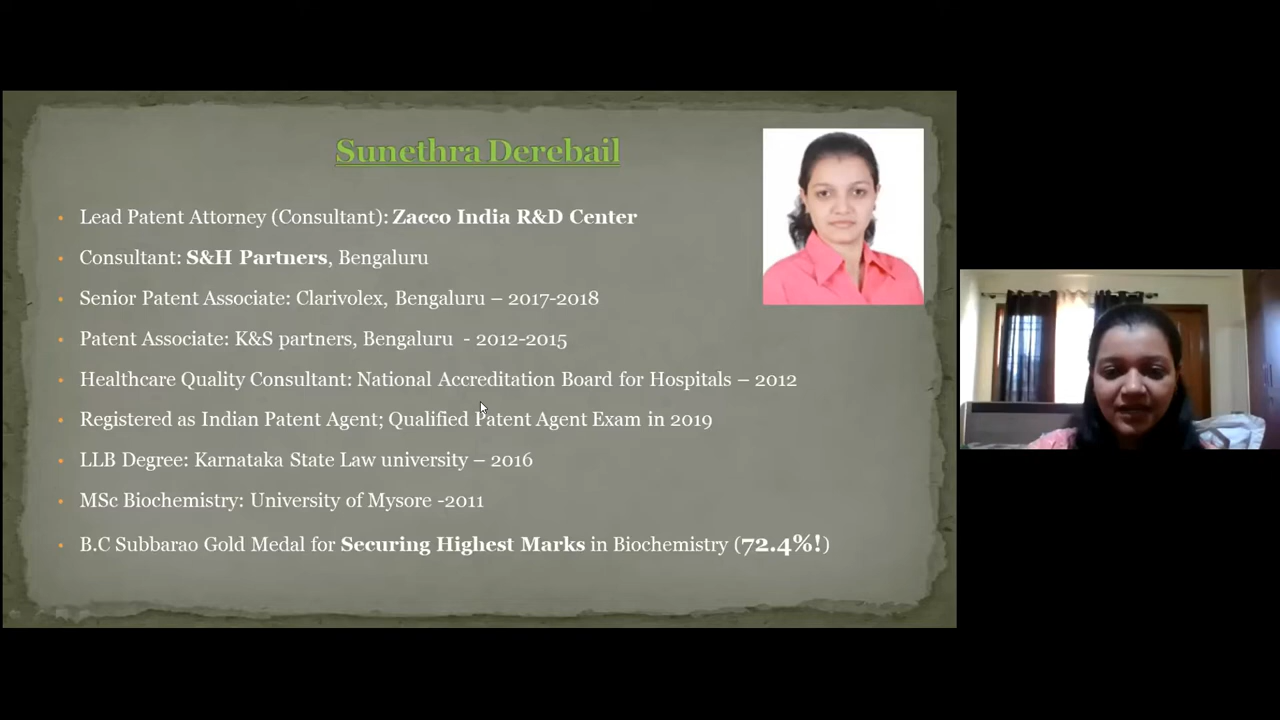 Sunethra Derebail
Lead Patent Attorney (Consultant): Zacco India R&D Center
Consultant: S&H Partners, Bengaluru
Senior Patent Associate: Clarivolex, Bengaluru – 2017-2018
Patent Associate: K&S partners, Bengaluru - 2012-2015
Healthcare Quality Consultant: National Accreditation Board for Hospitals – 2012
Registered as Indian Patent Agent; Qualified Patent Agent Exam in 2019
LLB Degree: Karnataka State Law university – 2016
MSc Biochemistry: University of Mysore -2011
B.C Subbarao Gold Medal for Securing Highest Marks in Biochemistry (72.4%!)